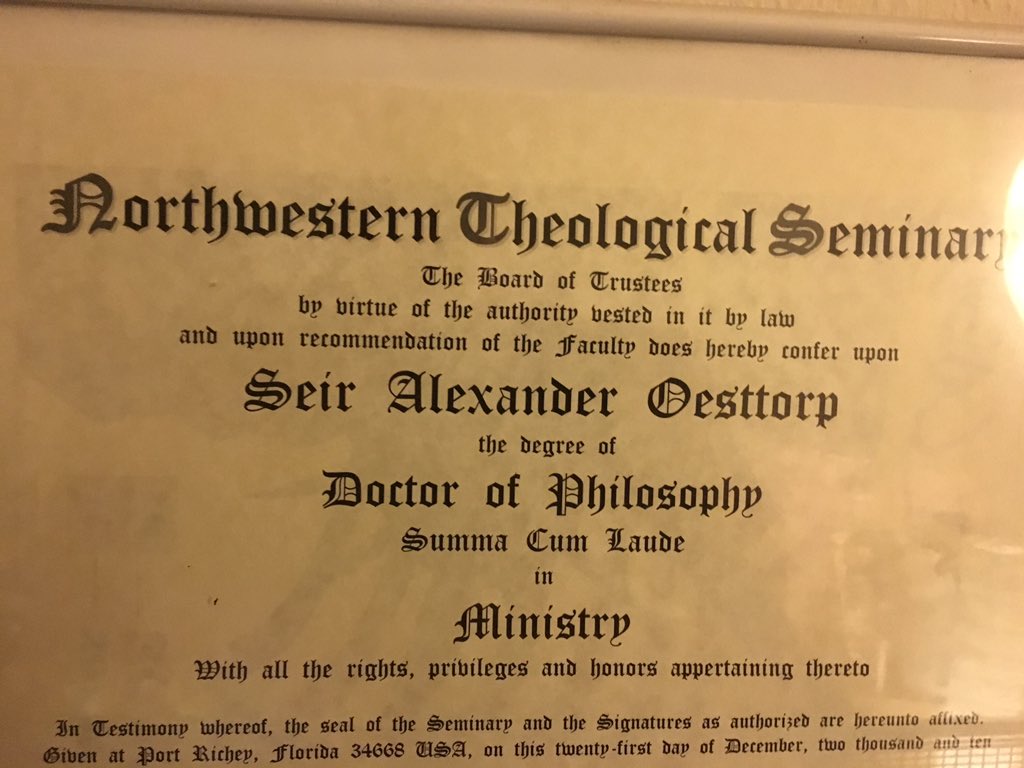 Northwestern Theological Seminary
The Board of Trustees
by virtue of the authority vested in it by law
and upon recommendation of the Faculty does hereby confer upon
Seir Alexander Oesttorp
the degree of
Doctor of Philosophy
Summa Cum Laude
in
Ministry
With all the rights, privileges and honors appertaining thereto
In Testimony whereof, the seal of the Seminary and the Signatures as authorized are hereunto affixed.
Given at Port Richey, Florida 34668 USA, on this twenty-first day of December, two thousand and ten